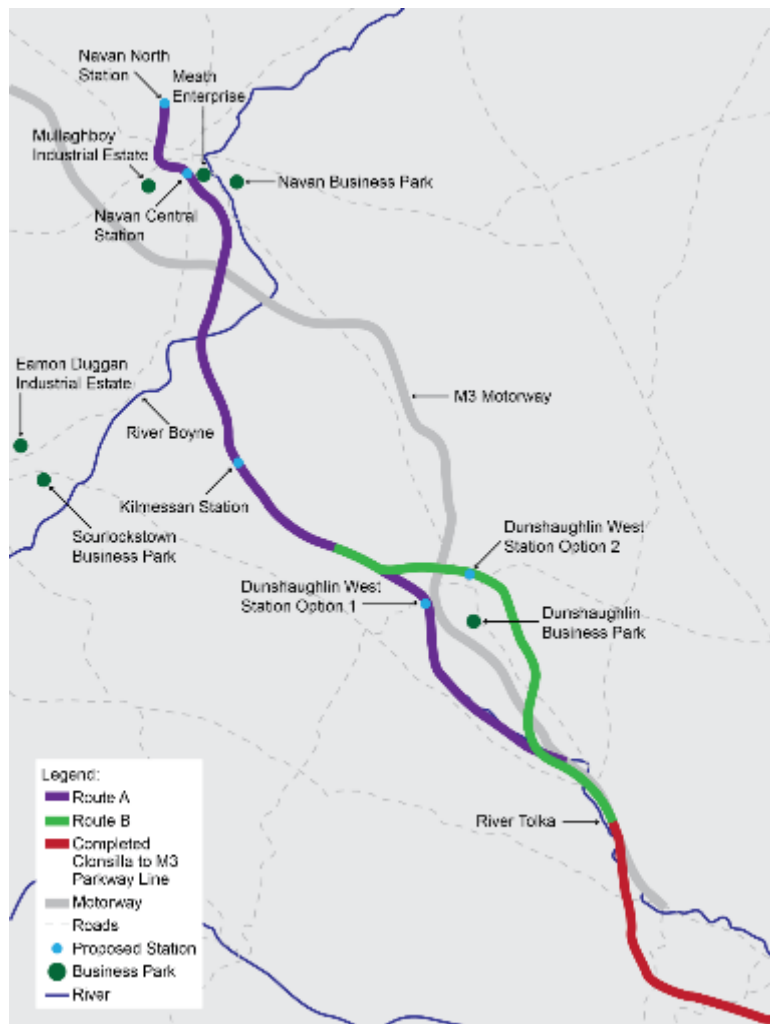 Navan North
Station
Meath
Enterprise
Mullaghboy
Industrial Estate
Navan Business Park
Navan Central
Station
Eamon Duggan
Industrial Estate
M3 Motorway
River Boyne
Kilmessan Station
Scurlockstown
Business Park
Dunshaughlin West
Station Option 2
Dunshaughlin West
Station Option 1
Dunshaughlin
Business Park
River Tolka
Legend:
Route A
Route B
Completed
Clonsilla to M3
Parkway Line
Motorway
Roads
Proposed Station
Business Park
River